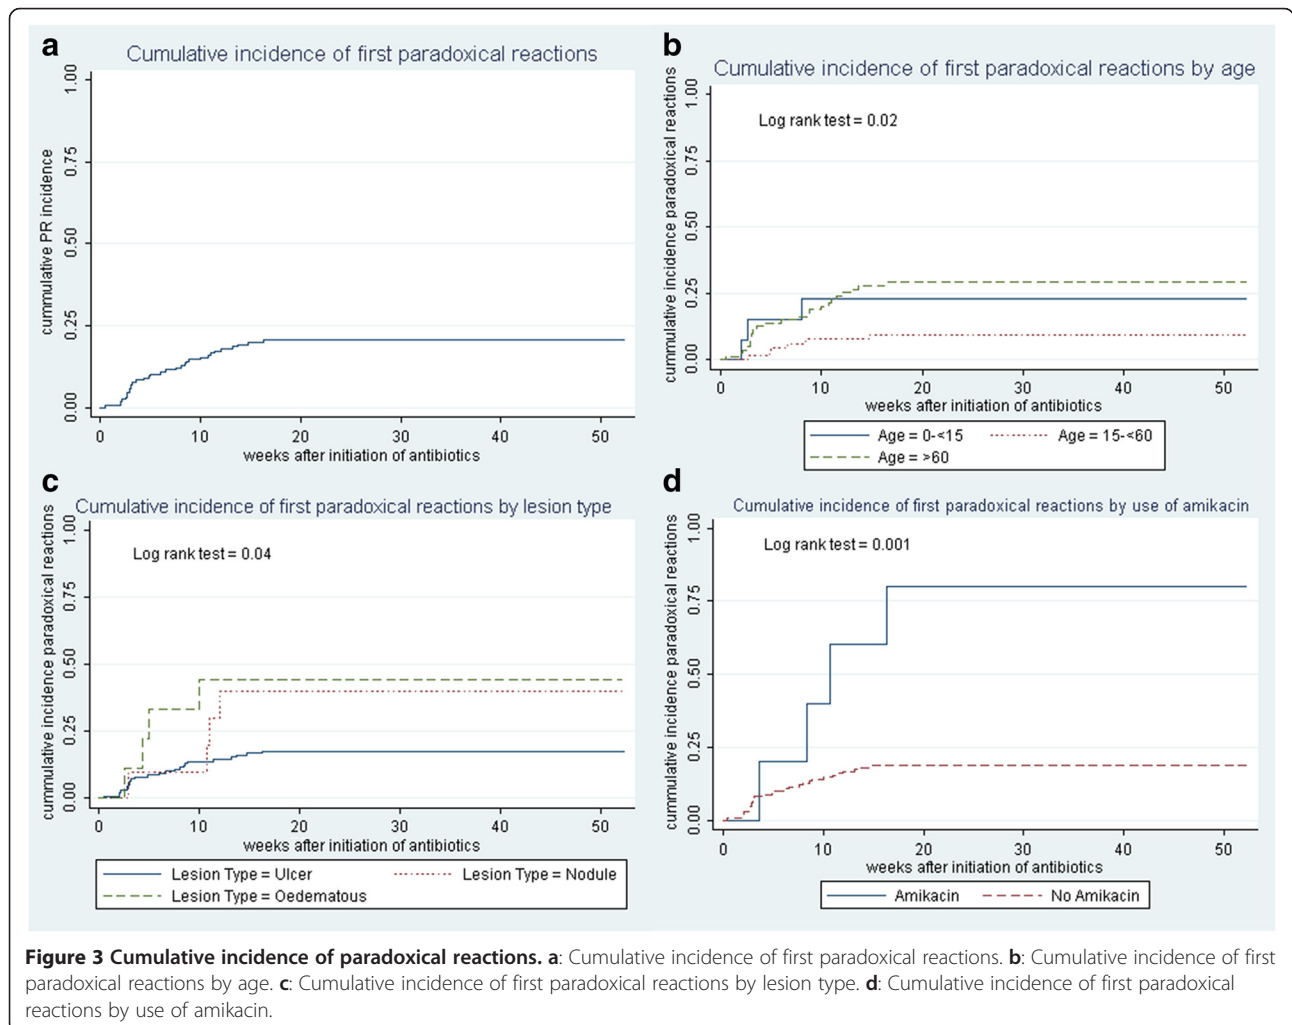 a
Cumulative incidence of first paradoxical reactions
cummulative PR incidence
1.00
0.75
0.50
0.25
0.00
0 10 20 30 40 50
weeks after initiation of antibiotics
b
Cumulative incidence of first paradoxical reactions by age
cummulative incidence paradoxical reactions
1.00
0.75
0.50
0.25
0.00
Log rank test = 0.02
0 10 20 30 40 50
weeks after initiation of antibiotics
Age = 0-<15 Age = 15-<60
Age = >60
c
Cumulative incidence of first paradoxical reactions by lesion type
cummulative incidence paradoxical reactions
1.00
0.75
0.50
0.25
0.00
Log rank test = 0.04
0 10 20 30 40 50
weeks after initiation of antibiotics
Lesion Type = Ulcer Lesion Type = Nodule
Lesion Type = Oedematous
d
Cumulative incidence of first paradoxical reactions by use of amikacin
cummulative incidence paradoxical reactions
1.00
0.75
0.50
0.25
0.00
Log rank test = 0.001
0 10 20 30 40 50
weeks after initiation of antibiotics
Amikacin No Amikacin
Figure 3 Cumulative incidence of paradoxical reactions. a: Cumulative incidence of first paradoxical reactions. b: Cumulative incidence of first
paradoxical reactions by age. c: Cumulative incidence of first paradoxical reactions by lesion type. d: Cumulative incidence of first paradoxical
reactions by use of amikacin.